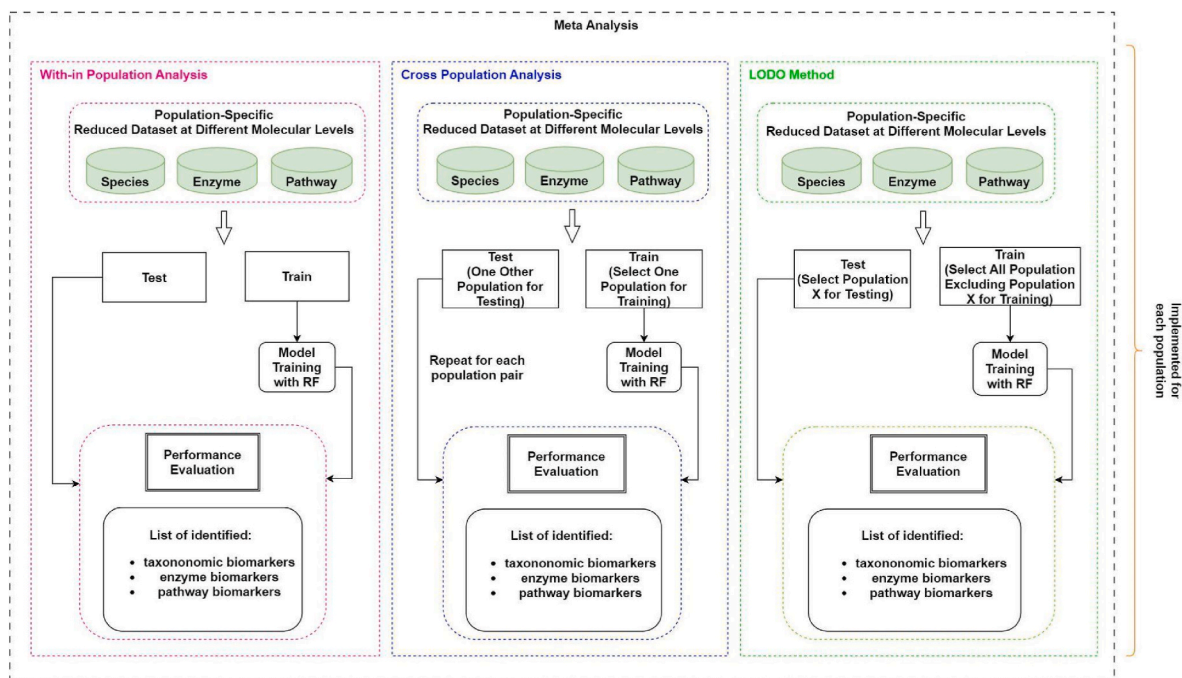 Meta Analysis
With-in Population Analysis
Population-Specific
Reduced Dataset at Different Molecular Levels
Species
Enzyme
Pathway
Test
Train
Model
Training
with RF
Performance
Evaluation
List of identified:
• taxononomic biomarkers
• enzyme biomarkers
• pathway biomarkers
Cross Population Analysis
Population-Specific
Reduced Dataset at Different Molecular Levels
Species
Enzyme
Pathway
Test
(One Other
Population for
Testing)
Train
(Select One
Population for
Training)
Repeat for each
population pair
Model
Training
with RF
Performance
Evaluation
List of identified:
• taxononomic biomarkers
• enzyme biomarkers
• pathway biomarkers
LODO Method
Population-Specific
Reduced Dataset at Different Molecular Levels
Species
Enzyme
Pathway
Test
(Select Population
X for Testing)
Train
(Select All Population
Excluding Population
X for Training)
Model
Training
with RF
Performance
Evaluation
List of identified:
• taxononomic biomarkers
• enzyme biomarkers
• pathway biomarkers
Implemented for
each population